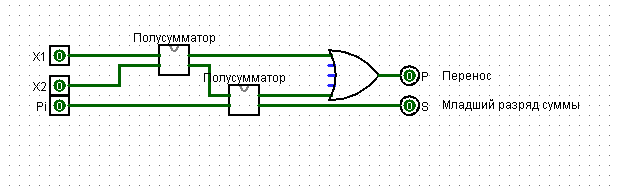 Полусумматор
X1
Полусумматор
X2
P Перенос
Pi
S Младший разряд суммы